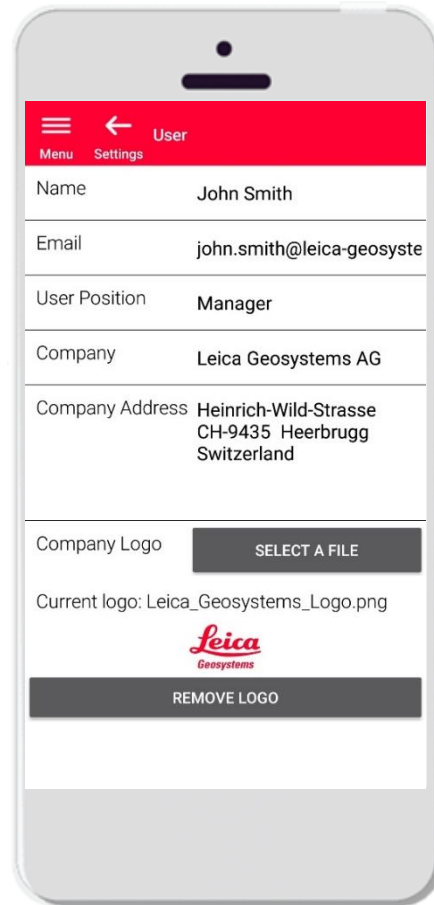 User
Menu Settings
Name John Smith
Email john.smith@leica-geosyste
User Position Manager
Company Leica Geosystems AG
Company Address Heinrich-Wild-Strasse
CH-9435 Heerbrugg
Switzerland
Company Logo SELECT A FILE
Current logo: Leica_Geosystems_Logo.png
Leica
Geosystems
REMOVE LOGO